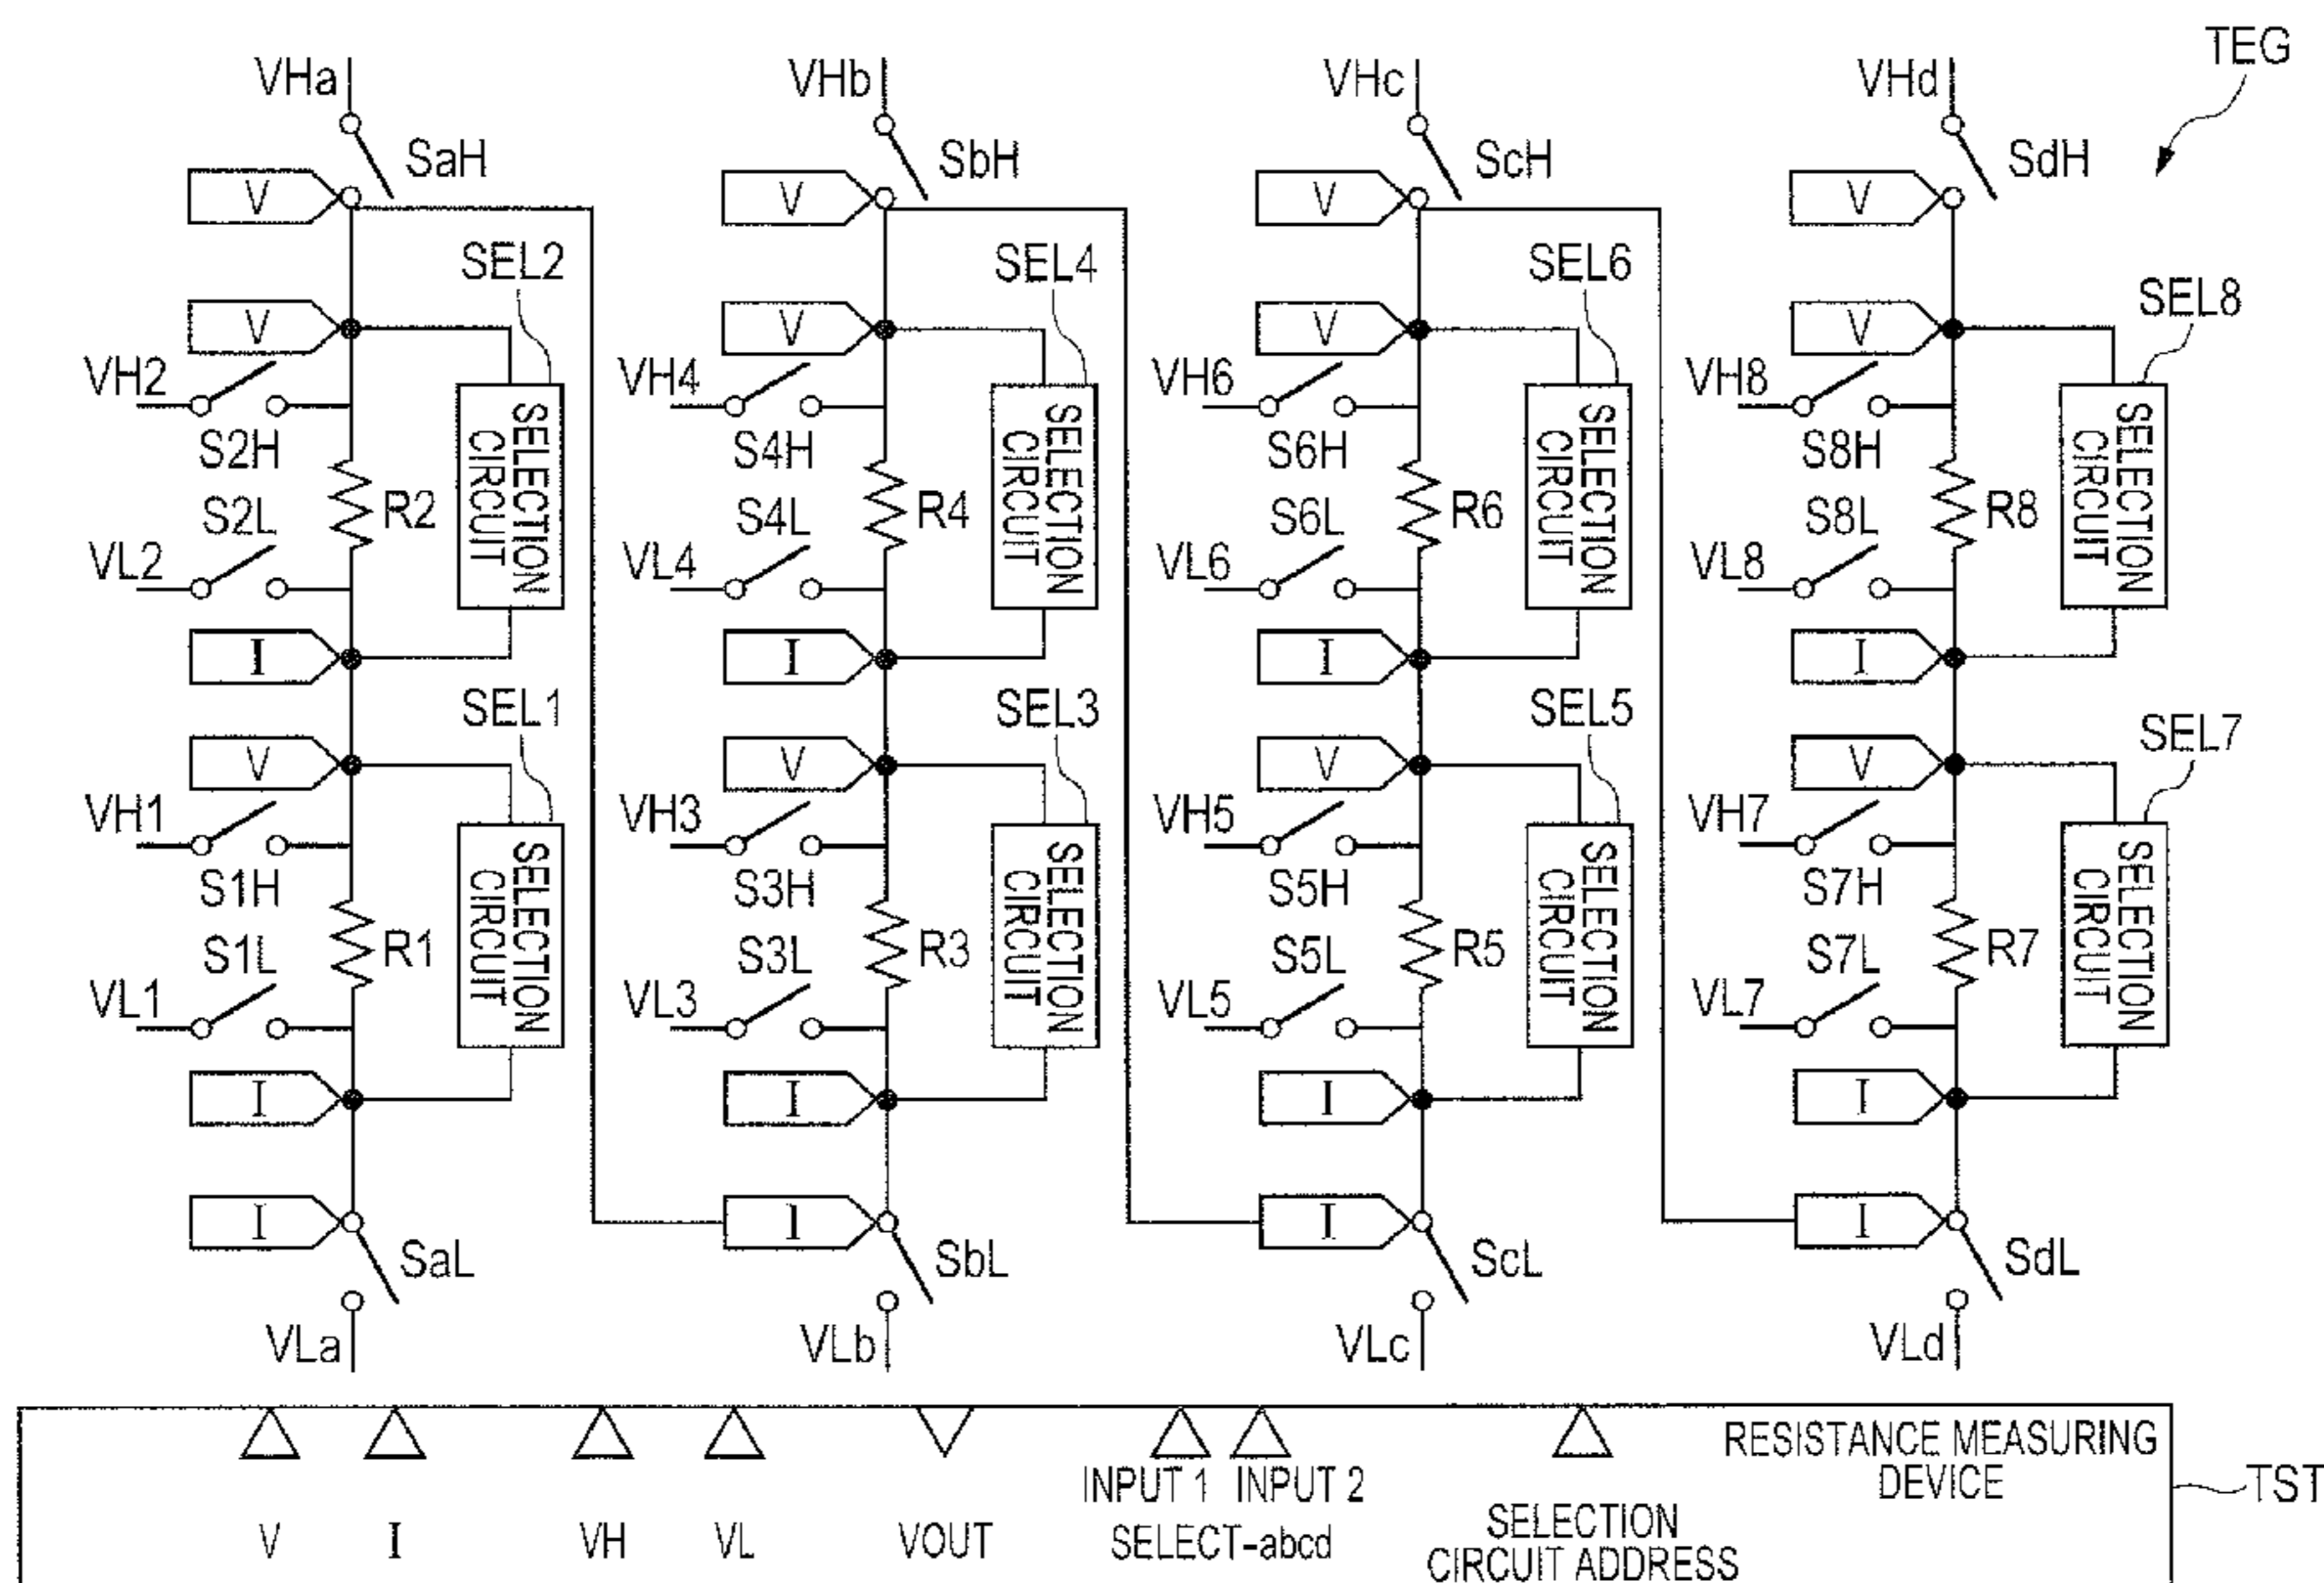 TEG
VHa VHb VHc VHd
SaH SbH ScH SdH
V V V V
SEL2 SEL4 SEL6 SEL8
V V V V
VH2 VH4 VH6 VH8
S2H S4H S6H S8H
SELECTION CIRCUIT SELECTION CIRCUIT SELECTION CIRCUIT SELECTION CIRCUIT
R2 R4 R6 R8
S2L S4L S6L S8L
VL2 VL4 VL6 VL8
I I I I
SEL1 SEL3 SEL5 SEL7
V V V V
VH1 VH3 VH5 VH7
S1H S3H S5H S7H
SELECTION CIRCUIT SELECTION CIRCUIT SELECTION CIRCUIT SELECTION CIRCUIT
R1 R3 R5 R7
S1L S3L S5L S7L
VL1 VL3 VL5 VL7
I I I I
I I I I
SaL SbL ScL SdL
VLa VLb VLc VLd
RESISTANCE MEASURING
DEVICE
TST
INPUT 1 INPUT 2
V I VH VL VOUT SELECT-abcd
SELECTION
CIRCUIT ADDRESS